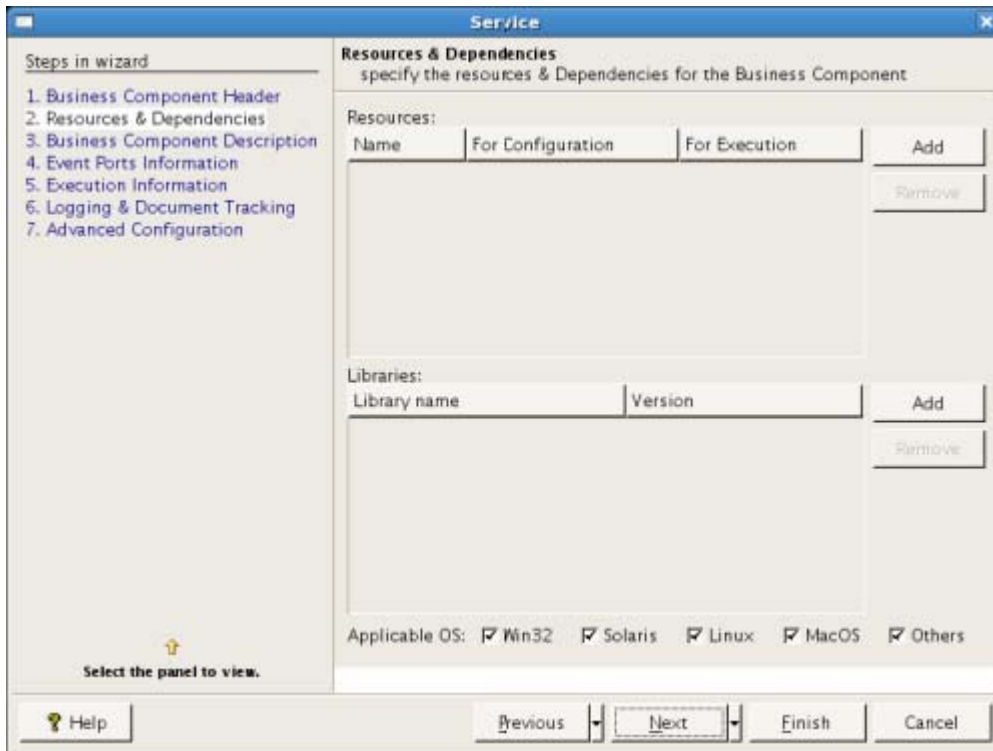 Service
Steps in wizard
1. Business Component Header
2. Resources & Dependencies
3. Business Component Description
4. Event Ports Information
5. Execution Information
6. Logging & Document Tracking
7. Advanced Configuration
Select the panel to view.
Resources & Dependencies
specify the resources & Dependencies for the Business Component
Resources:
Name For Configuration For Execution
Add
Remove
Libraries:
Library name Version
Add
Remove
Applicable OS: Win32 Solaris Linux MacOS Others
Help Previous Next Finish Cancel